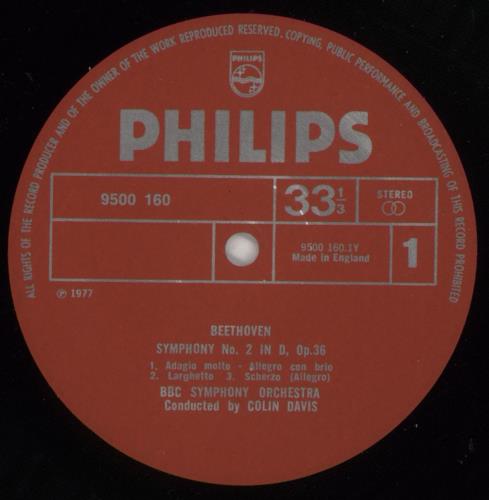 ALL RIGHTS OF THE RECORD PRODUCER AND OF THE OWNER OF THE WORK REPRODUCED RESERVED. COPYING, PUBLIC PERFORMANCE AND BROADCASTING OF THIS RECORD PROHIBITED
PHILIPS
PHILIPS
9500 160
33 1/3
STEREO
9500 160.1Y
Made in England
1
℗ 1977
BEETHOVEN
SYMPHONY No. 2 IN D, Op.36
1. Adagio molto - Allegro con brio
2. Larghetto 3. Scherzo (Allegro)
BBC SYMPHONY ORCHESTRA
Conducted by COLIN DAVIS